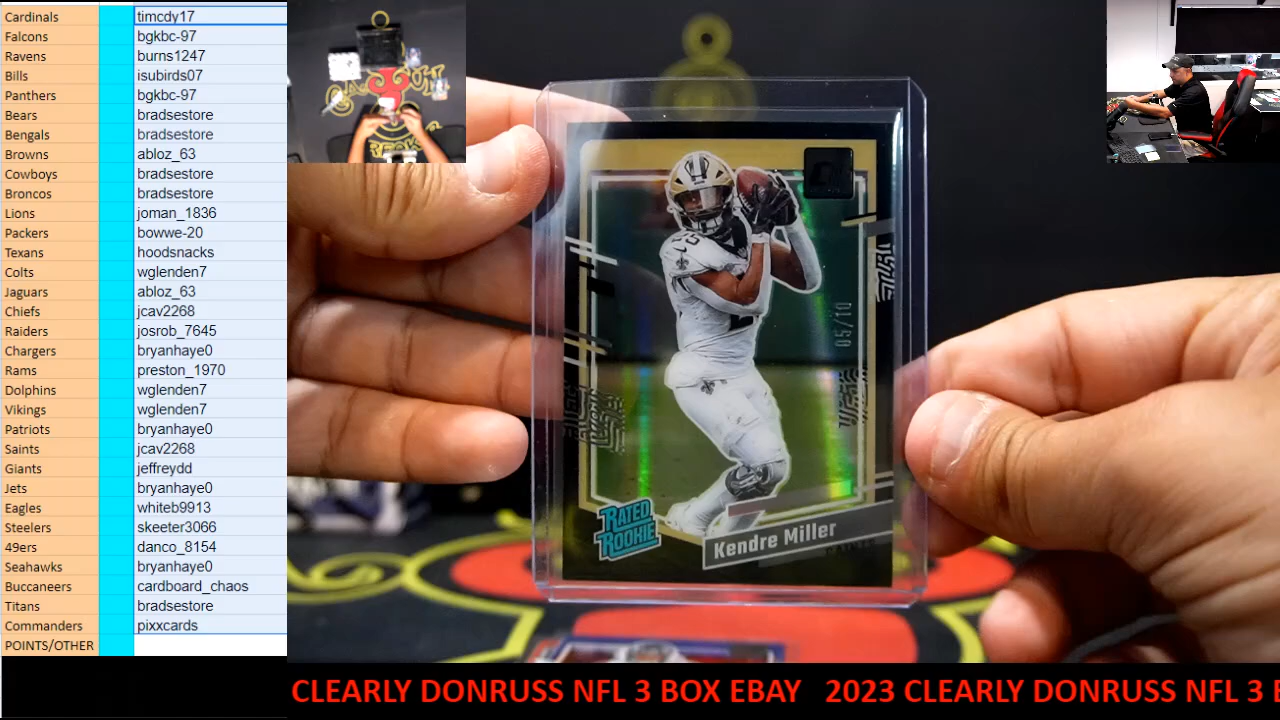 Cardinals timcdy17
Falcons bgkbc-97
Ravens burns1247
Bills isubirds07
Panthers bgkbc-97
Bears bradsestore
Bengals bradsestore
Browns abloz_63
Cowboys bradsestore
Broncos bradsestore
Lions joman_1836
Packers bowwe-20
Texans hoodsnacks
Colts wglenden7
Jaguars abloz_63
Chiefs jcav2268
Raiders josrob_7645
Chargers bryanhaye0
Rams preston_1970
Dolphins wglenden7
Vikings wglenden7
Patriots bryanhaye0
Saints jcav2268
Giants jeffreydd
Jets bryanhaye0
Eagles whiteb9913
Steelers skeeter3066
49ers danco_8154
Seahawks bryanhaye0
Buccaneers cardboard_chaos
Titans bradsestore
Commanders pixxcards
POINTS/OTHER
05/10
RATED
ROOKIE
Kendre Miller
SAINTS
CLEARLY DONRUSS NFL 3 BOX EBAY 2023 CLEARLY DONRUSS NFL 3